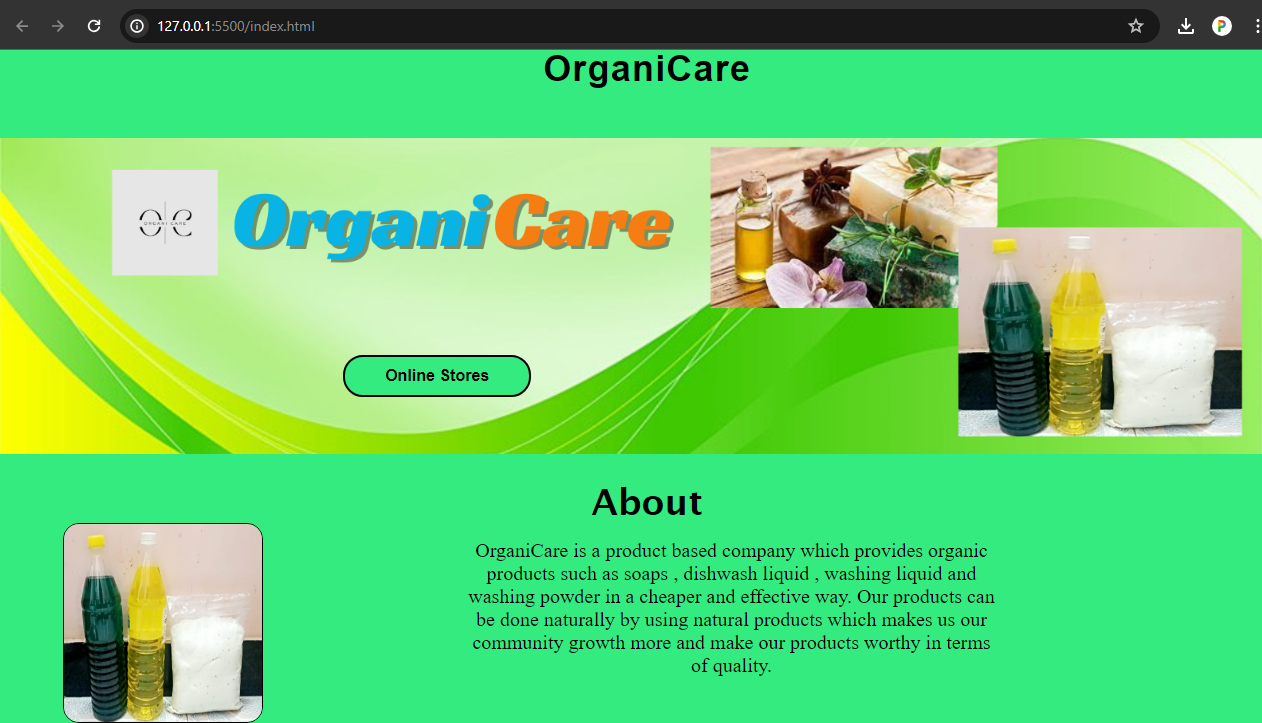 127.0.0.1:5500/index.html
OrganiCare
O C
ORGANI CARE
OrganiCare
Online Stores
About
OrganiCare is a product based company which provides organic
products such as soaps , dishwash liquid , washing liquid and
washing powder in a cheaper and effective way. Our products can
be done naturally by using natural products which makes us our
community growth more and make our products worthy in terms
of quality.